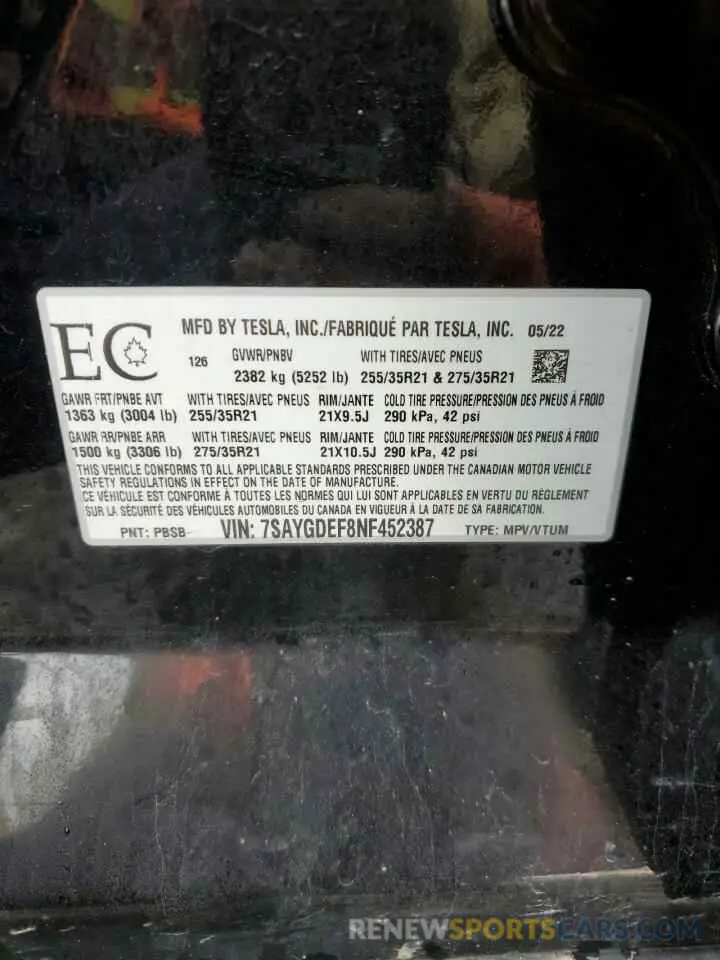 EC
MFD BY TESLA, INC./FABRIQUÉ PAR TESLA, INC. 05/22
126 GVWR/PNBV WITH TIRES/AVEC PNEUS
2382 kg (5252 lb) 255/35R21 & 275/35R21
GAWR FRT/PNBE AVT WITH TIRES/AVEC PNEUS RIM/JANTE COLD TIRE PRESSURE/PRESSION DES PNEUS À FROID
1363 kg (3004 lb) 255/35R21 21X9.5J 290 kPa, 42 psi
GAWR RR/PNBE ARR WITH TIRES/AVEC PNEUS RIM/JANTE COLD TIRE PRESSURE/PRESSION DES PNEUS À FROID
1500 kg (3306 lb) 275/35R21 21X10.5J 290 kPa, 42 psi
THIS VEHICLE CONFORMS TO ALL APPLICABLE STANDARDS PRESCRIBED UNDER THE CANADIAN MOTOR VEHICLE
SAFETY REGULATIONS IN EFFECT ON THE DATE OF MANUFACTURE.
CE VÉHICULE EST CONFORME À TOUTES LES NORMES QUI LUI SONT APPLICABLES EN VERTU DU RÈGLEMENT
SUR LA SÉCURITÉ DES VÉHICULES AUTOMOBILES DU CANADA EN VIGUEUR À LA DATE DE SA FABRICATION.
PNT: PBSB VIN: 7SAYGDEF8NF452387 TYPE: MPV/VTUM
RENEWSPORTSCARS.COM